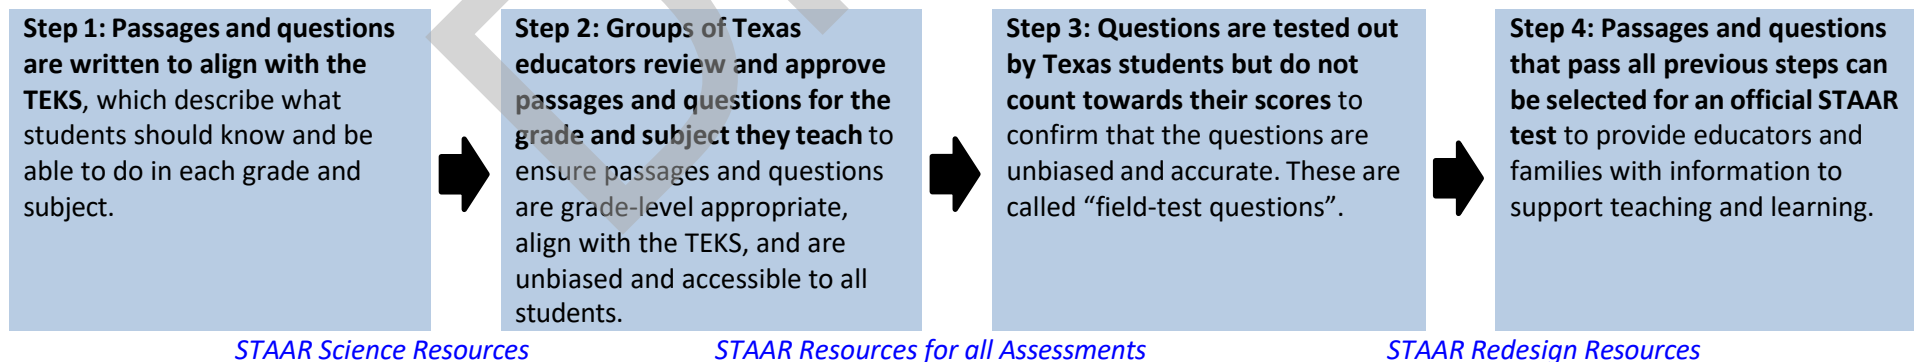 Step 1: Passages and questions
are written to align with the
TEKS, which describe what
students should know and be
able to do in each grade and
subject.
Step 2: Groups of Texas
educators review and approve
passages and questions for the
grade and subject they teach to
ensure passages and questions
are grade-level appropriate,
align with the TEKS, and are
unbiased and accessible to all
students.
Step 3: Questions are tested out
by Texas students but do not
count towards their scores to
confirm that the questions are
unbiased and accurate. These are
called “field-test questions”.
Step 4: Passages and questions
that pass all previous steps can
be selected for an official STAAR
test to provide educators and
families with information to
support teaching and learning.
STAAR Science Resources
STAAR Resources for all Assessments
STAAR Redesign Resources